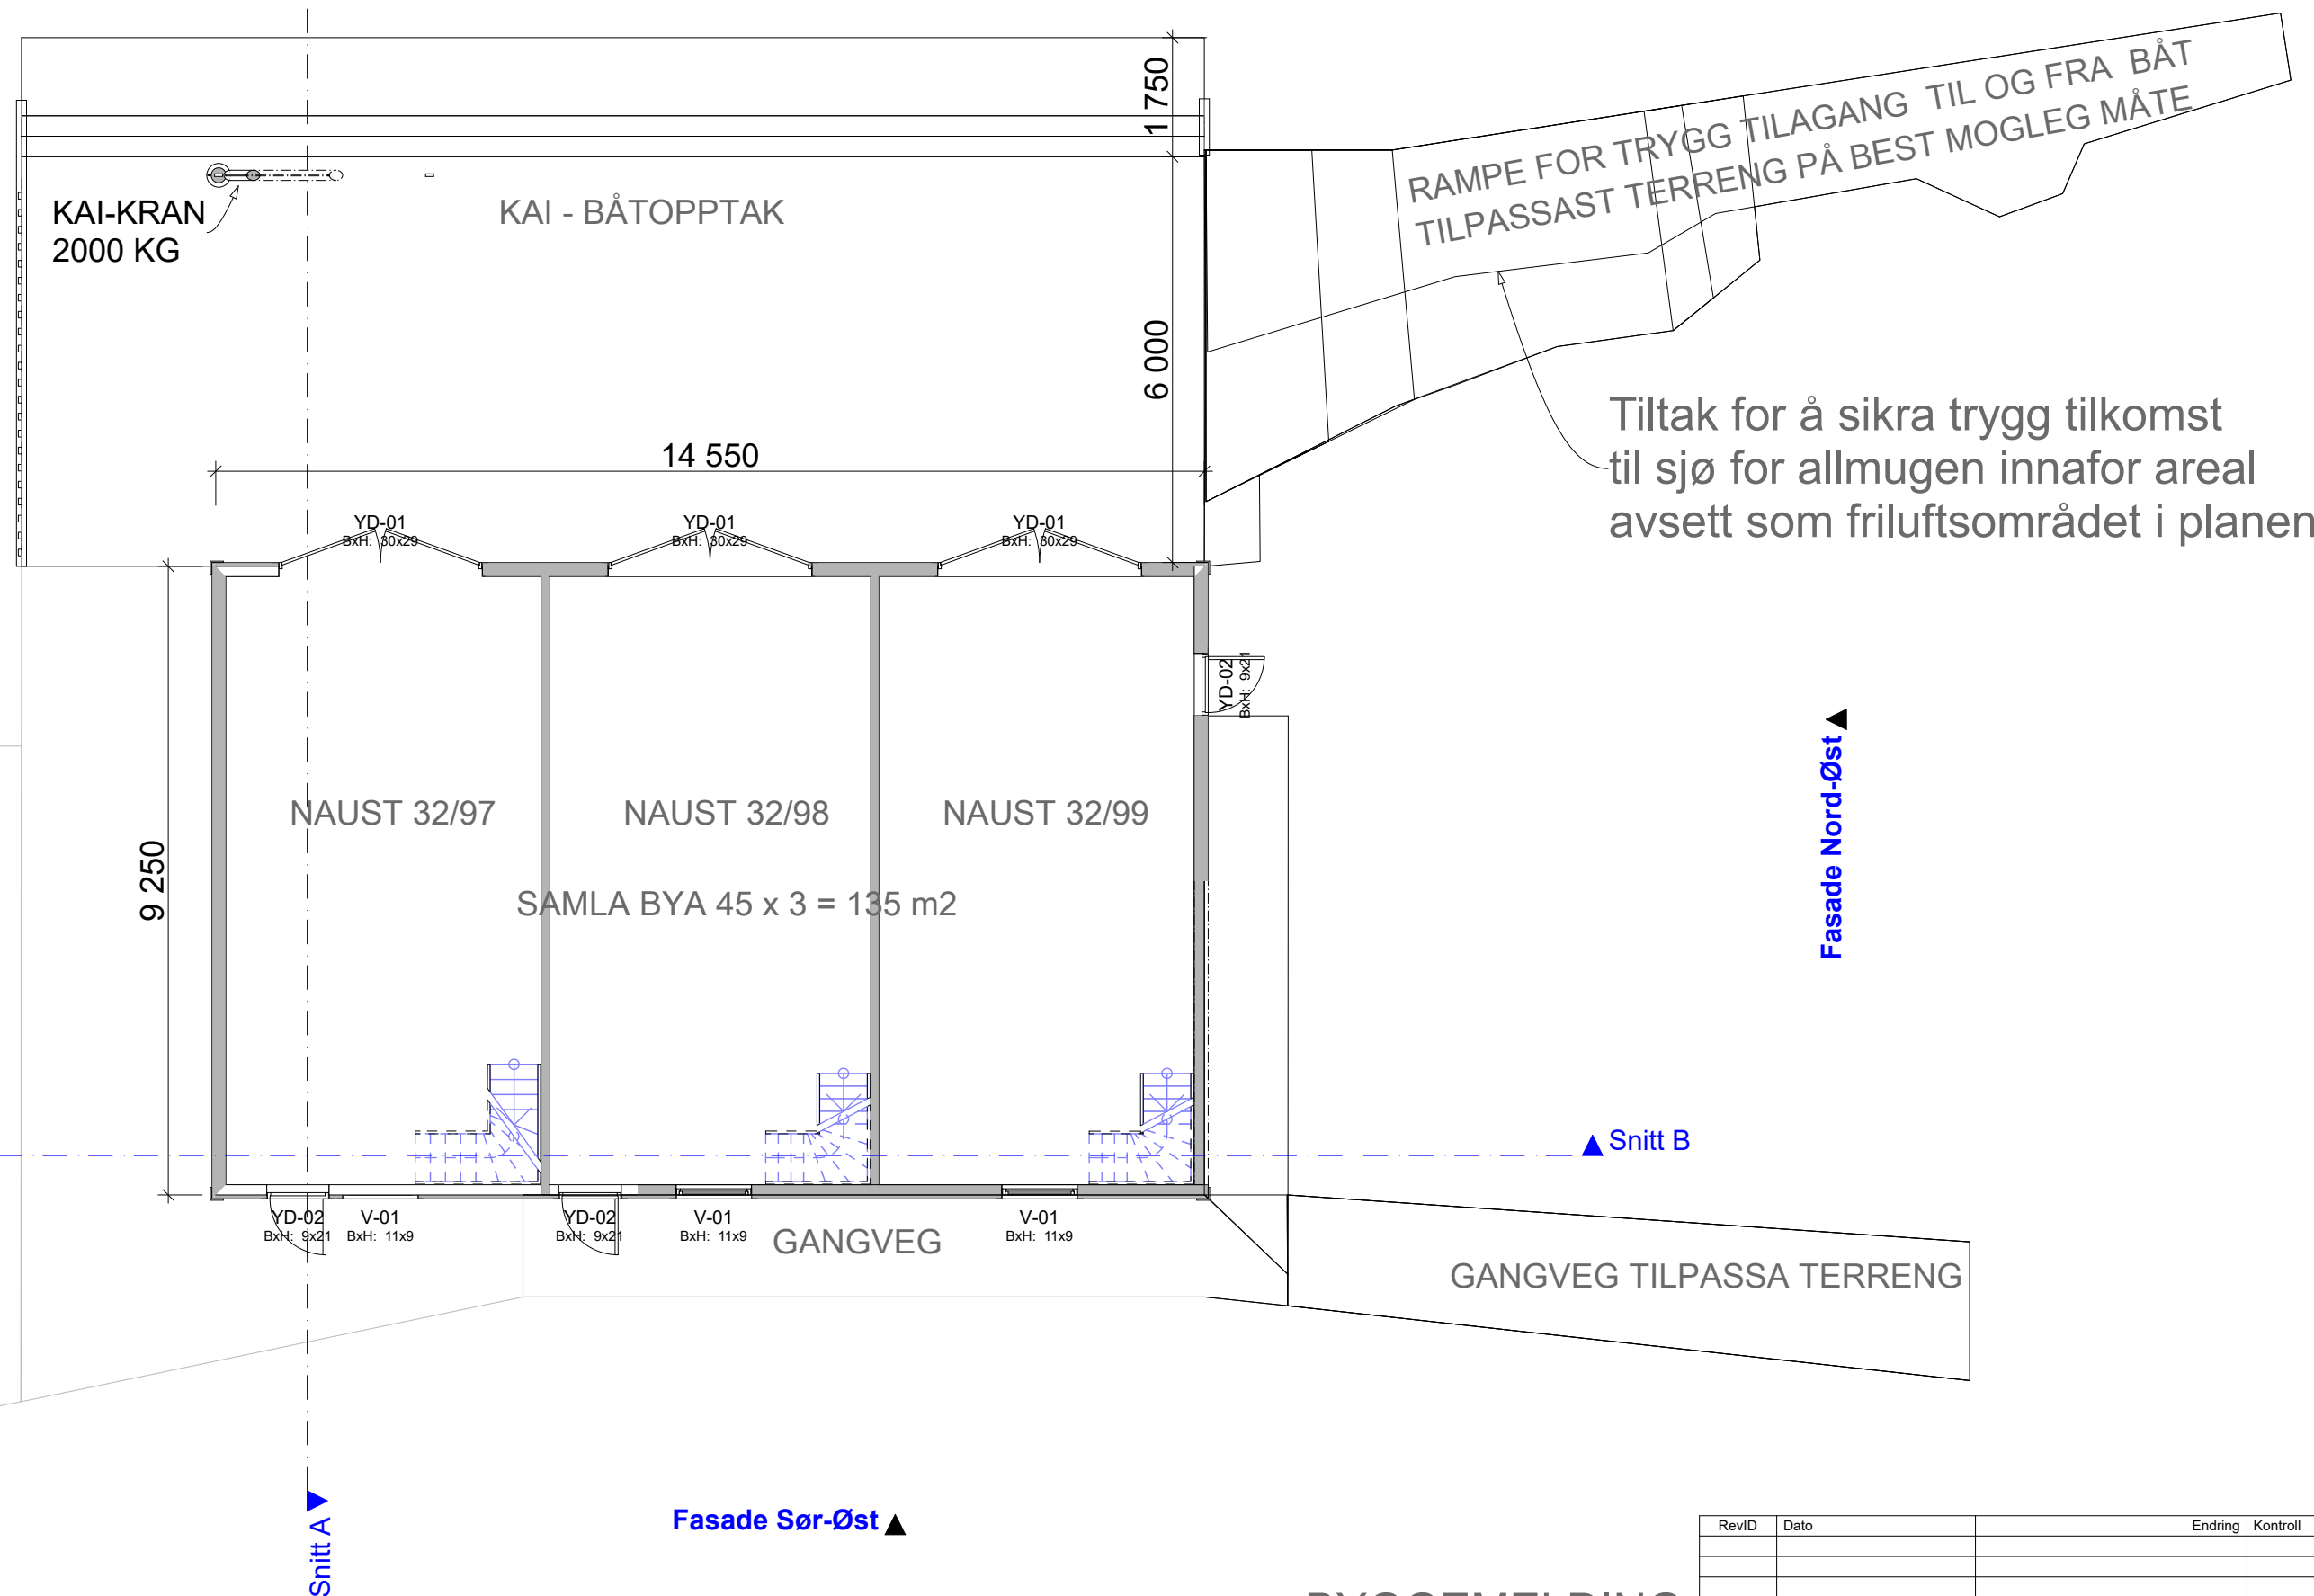 1 750
RAMPE FOR TRYGG TILAGANG TIL OG FRA BÅT
TILPASSAST TERRENG PÅ BEST MOGLEG MÅTE
KAI-KRAN
2000 KG
KAI - BÅTOPPTAK
6 000
Tiltak for å sikra trygg tilkomst
til sjø for allmugen innafor areal
avsett som friluftsområdet i planen
14 550
YD-01
BxH: 30x29
YD-01
BxH: 30x29
YD-01
BxH: 30x29
YD-02
BxH: 9x21
Fasade Nord-Øst
NAUST 32/97
NAUST 32/98
NAUST 32/99
9 250
SAMLA BYA 45 x 3 = 135 m2
Snitt B
YD-02
BxH: 9x21
V-01
BxH: 11x9
YD-02
BxH: 9x21
V-01
BxH: 11x9
V-01
BxH: 11x9
GANGVEG
GANGVEG TILPASSA TERRENG
Snitt A
Fasade Sør-Øst
RevID Dato Endring Kontroll